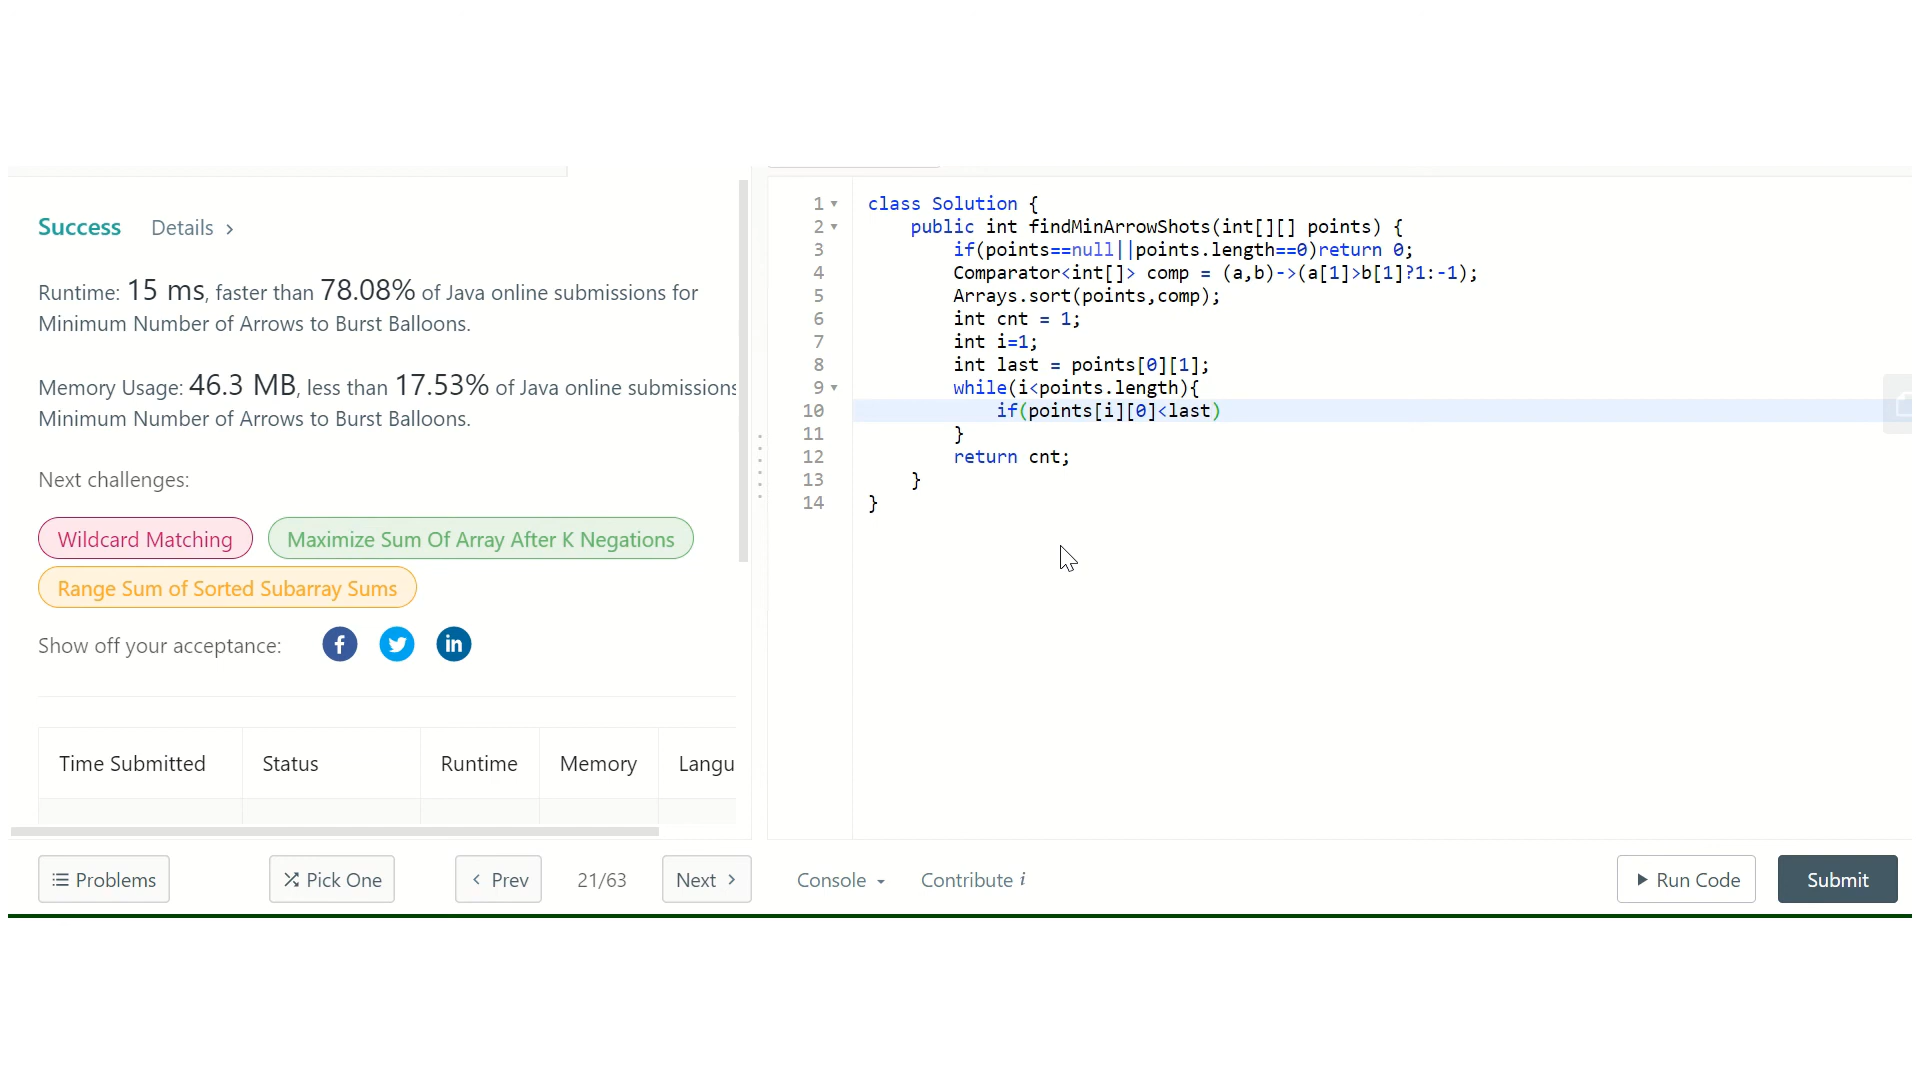 Success Details >
Runtime: 15 ms, faster than 78.08% of Java online submissions for
Minimum Number of Arrows to Burst Balloons.
Memory Usage: 46.3 MB, less than 17.53% of Java online submissions
Minimum Number of Arrows to Burst Balloons.
Next challenges:
Wildcard Matching Maximize Sum Of Array After K Negations
Range Sum of Sorted Subarray Sums
Show off your acceptance:
Time Submitted Status Runtime Memory Langu
1 class Solution {
2 public int findMinArrowShots(int[][] points) {
3 if(points==null||points.length==0)return 0;
4 Comparator<int[]> comp = (a,b)->(a[1]>b[1]?1:-1);
5 Arrays.sort(points,comp);
6 int cnt = 1;
7 int i=1;
8 int last = points[0][1];
9 while(i<points.length){
10 if(points[i][0]<last)
11 }
12 return cnt;
13 }
14 }
Problems Pick One < Prev 21/63 Next > Console Contribute i Run Code Submit